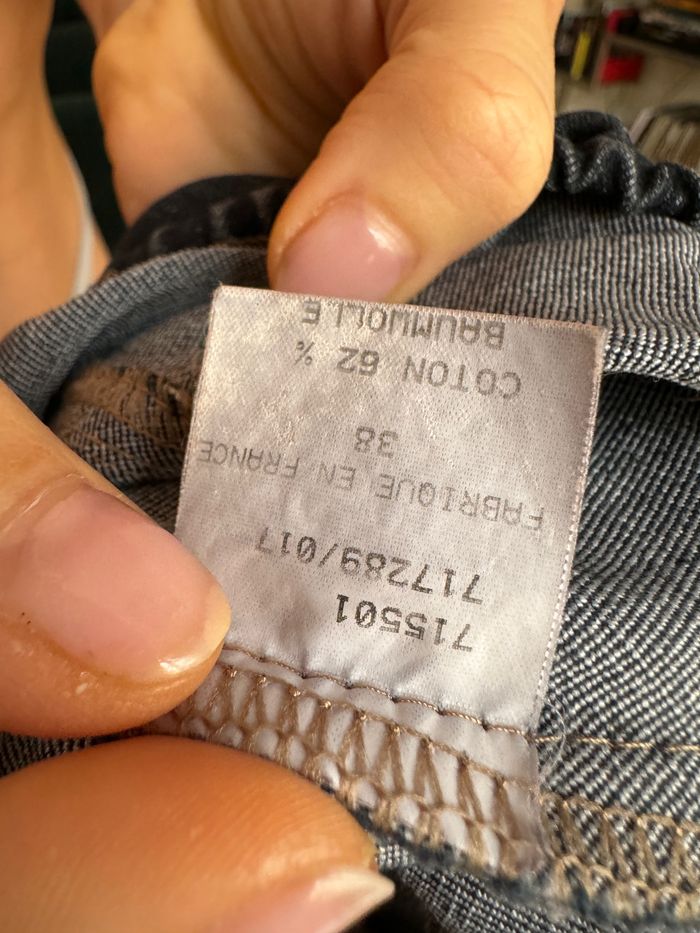 715501
717289/017
FABRIQUE EN FRANCE
38
COTON 62 %
BAUMWOLLE